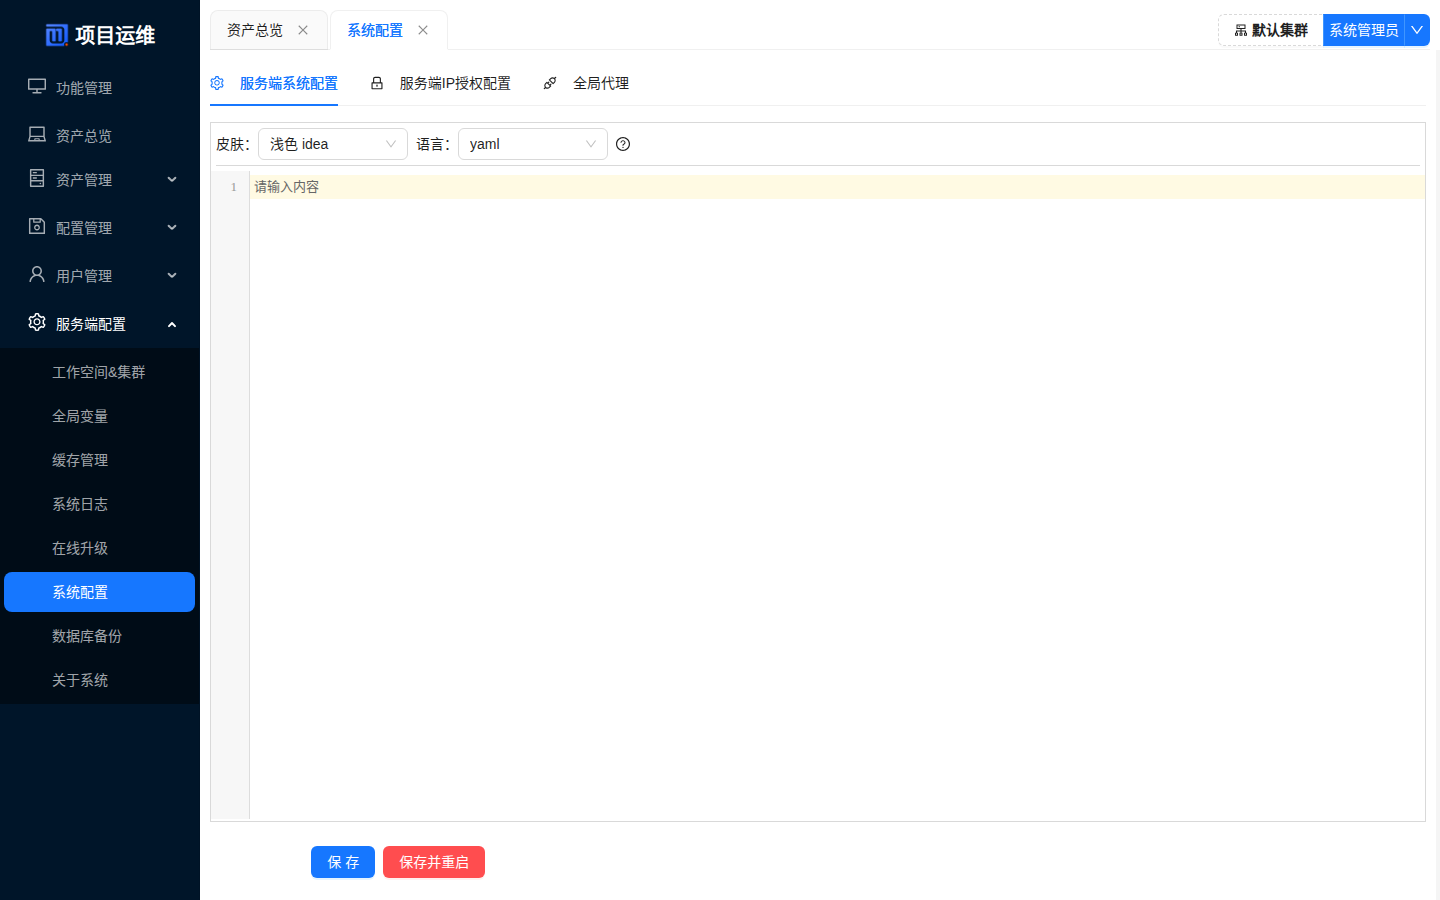 项目运维
功能管理
资产总览
资产管理
配置管理
用户管理
服务端配置
工作空间&集群
全局变量
缓存管理
系统日志
在线升级
系统配置
数据库备份
关于系统
资产总览
系统配置
默认集群
系统管理员
服务端系统配置
服务端IP授权配置
全局代理
皮肤：
浅色 idea
语言：
yaml
1
请输入内容
保 存
保存并重启